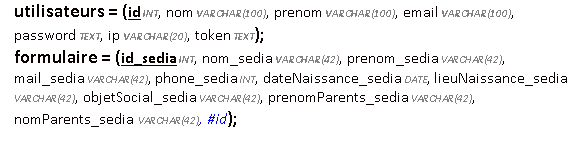 utilisateurs = (id INT, nom VARCHAR(100), prenom VARCHAR(100), email VARCHAR(100),
password TEXT, ip VARCHAR(20), token TEXT);
formulaire = (id_sedia INT, nom_sedia VARCHAR(42), prenom_sedia VARCHAR(42),
mail_sedia VARCHAR(42), phone_sedia INT, dateNaissance_sedia DATE, lieuNaissance_sedia
VARCHAR(42), objetSocial_sedia VARCHAR(42), prenomParents_sedia VARCHAR(42),
nomParents_sedia VARCHAR(42), #id);